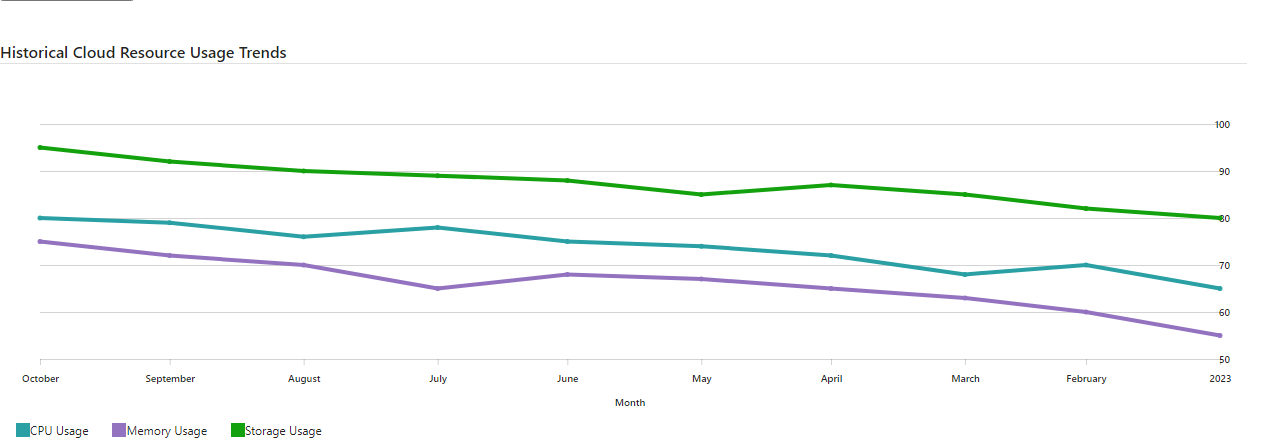 Historical Cloud Resource Usage Trends
100
90
80
70
60
50
October September August July June May April March February 2023
Month
CPU Usage Memory Usage Storage Usage